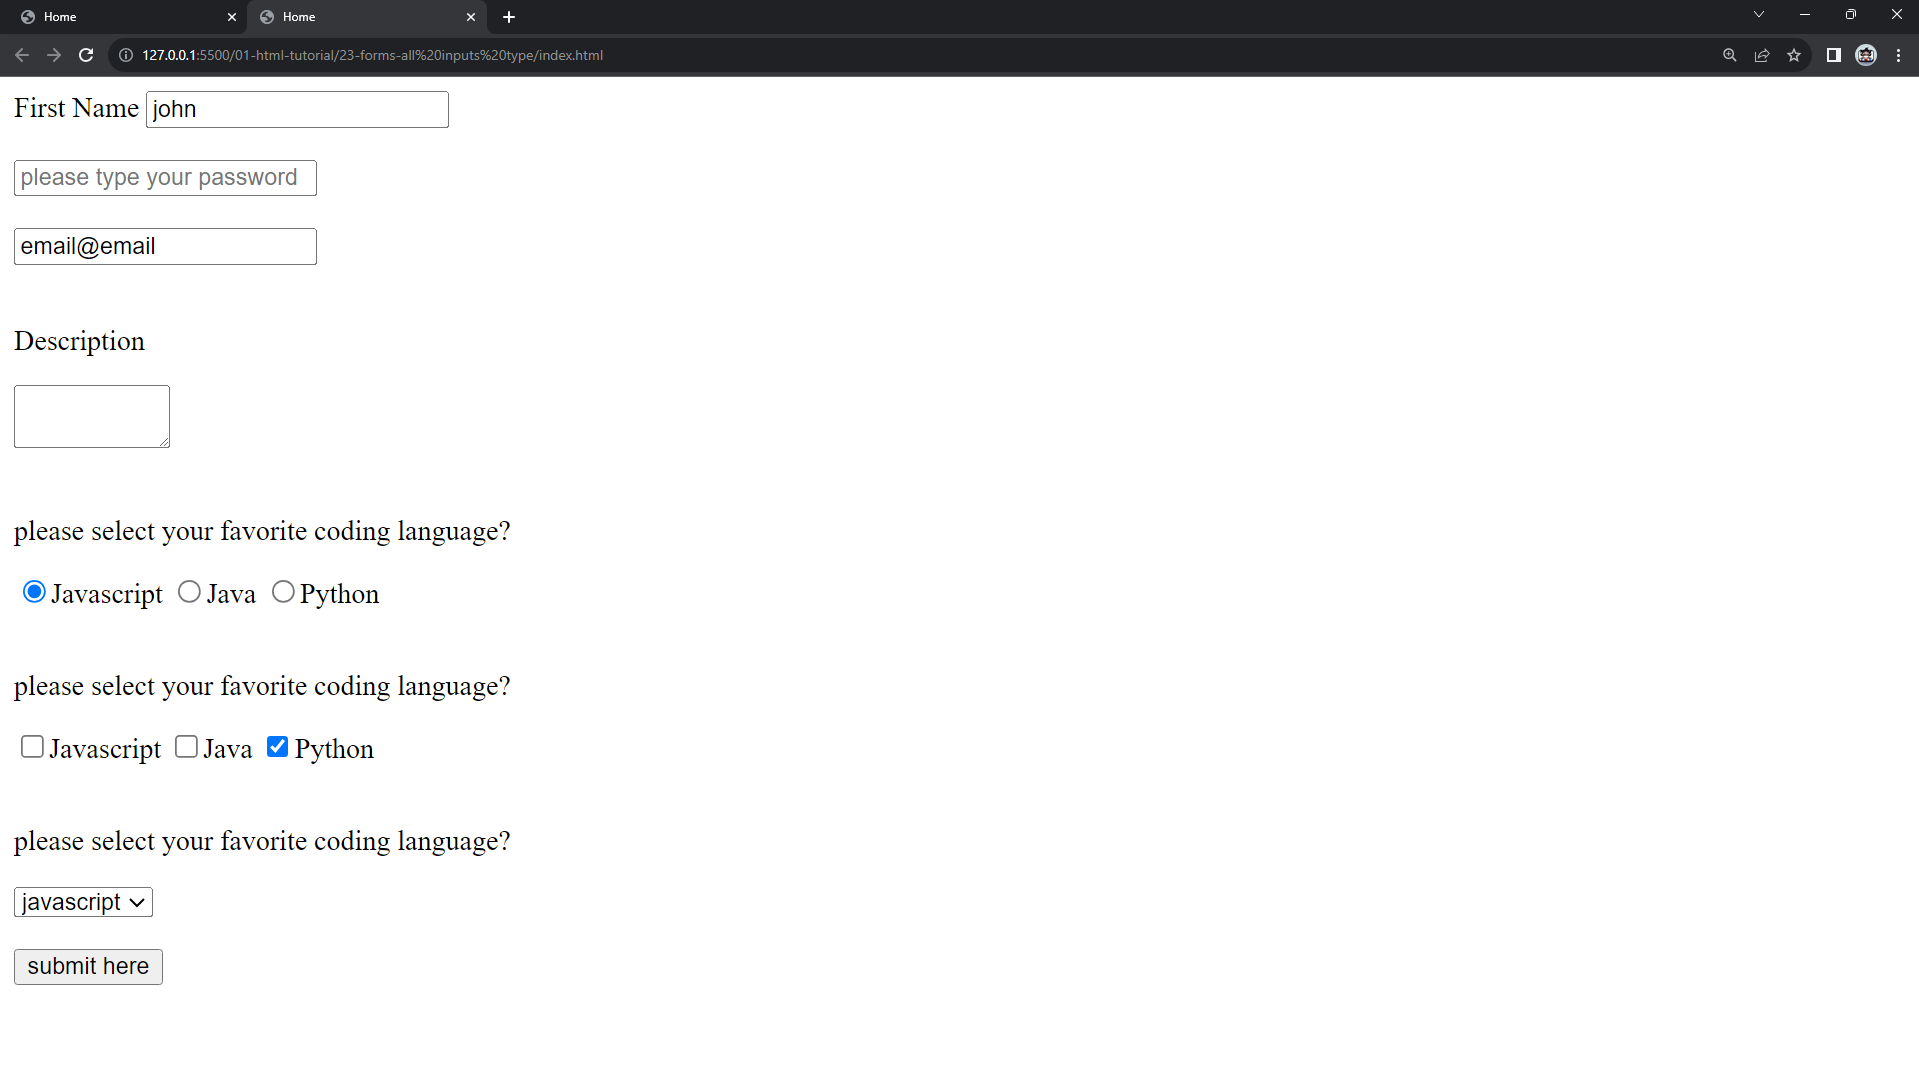 Home Home
127.0.0.1:5500/01-html-tutorial/23-forms-all%20inputs%20type/index.html
First Name john
please type your password
email@email
Description
please select your favorite coding language?
Javascript Java Python
please select your favorite coding language?
Javascript Java Python
please select your favorite coding language?
javascript
submit here